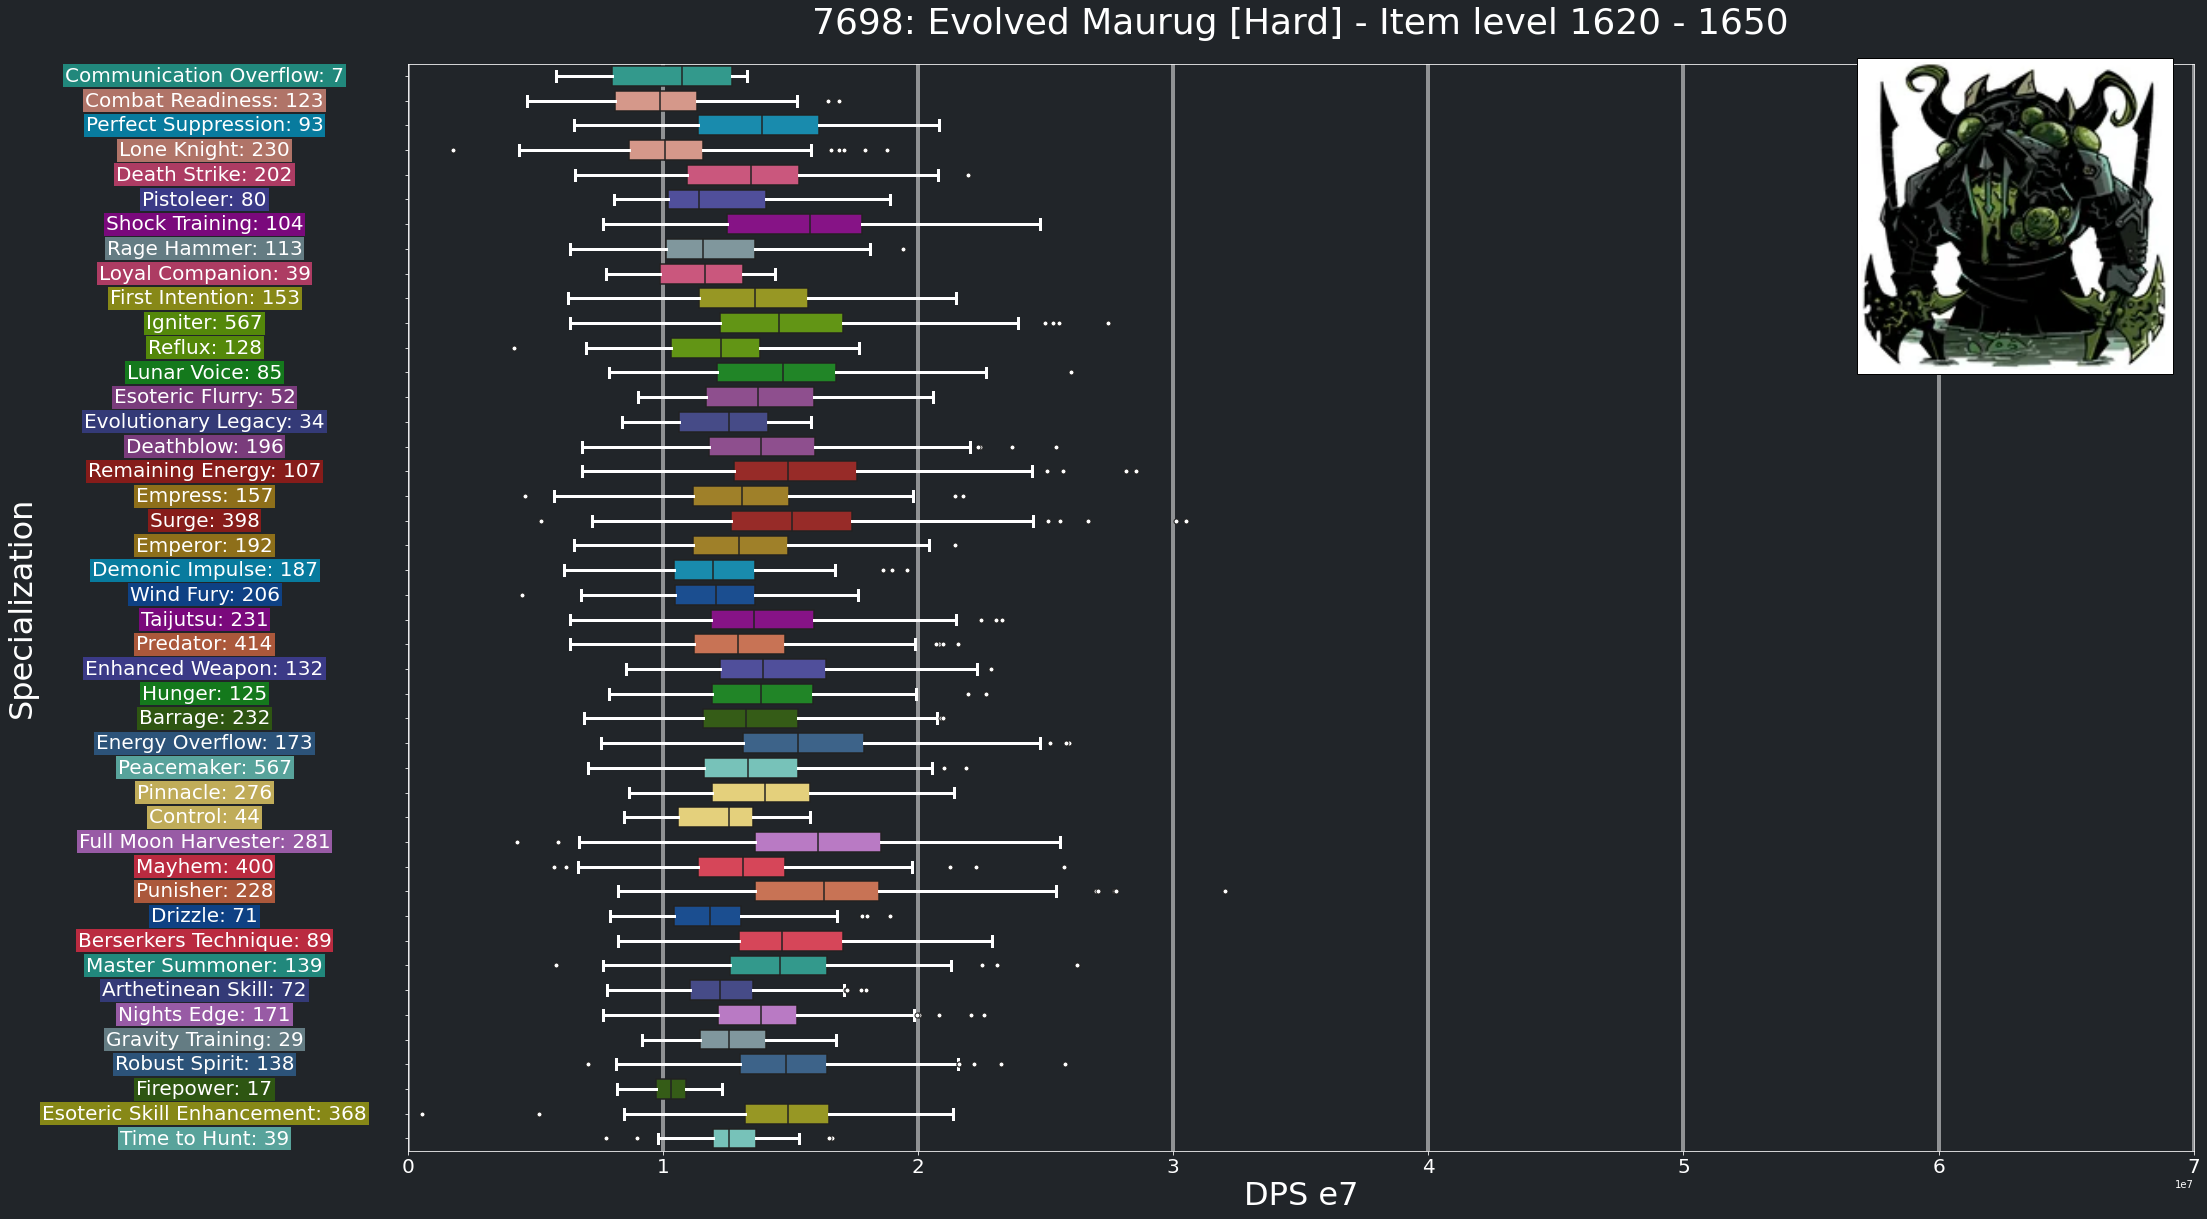 7698: Evolved Maurug [Hard] - Item level 1620 - 1650
Specialization
Communication Overflow: 7
Combat Readiness: 123
Perfect Suppression: 93
Lone Knight: 230
Death Strike: 202
Pistoleer: 80
Shock Training: 104
Rage Hammer: 113
Loyal Companion: 39
First Intention: 153
Igniter: 567
Reflux: 128
Lunar Voice: 85
Esoteric Flurry: 52
Evolutionary Legacy: 34
Deathblow: 196
Remaining Energy: 107
Empress: 157
Surge: 398
Emperor: 192
Demonic Impulse: 187
Wind Fury: 206
Taijutsu: 231
Predator: 414
Enhanced Weapon: 132
Hunger: 125
Barrage: 232
Energy Overflow: 173
Peacemaker: 567
Pinnacle: 276
Control: 44
Full Moon Harvester: 281
Mayhem: 400
Punisher: 228
Drizzle: 71
Berserkers Technique: 89
Master Summoner: 139
Arthetinean Skill: 72
Nights Edge: 171
Gravity Training: 29
Robust Spirit: 138
Firepower: 17
Esoteric Skill Enhancement: 368
Time to Hunt: 39
0 1 2 3 4 5 6 7
1e7
DPS e7